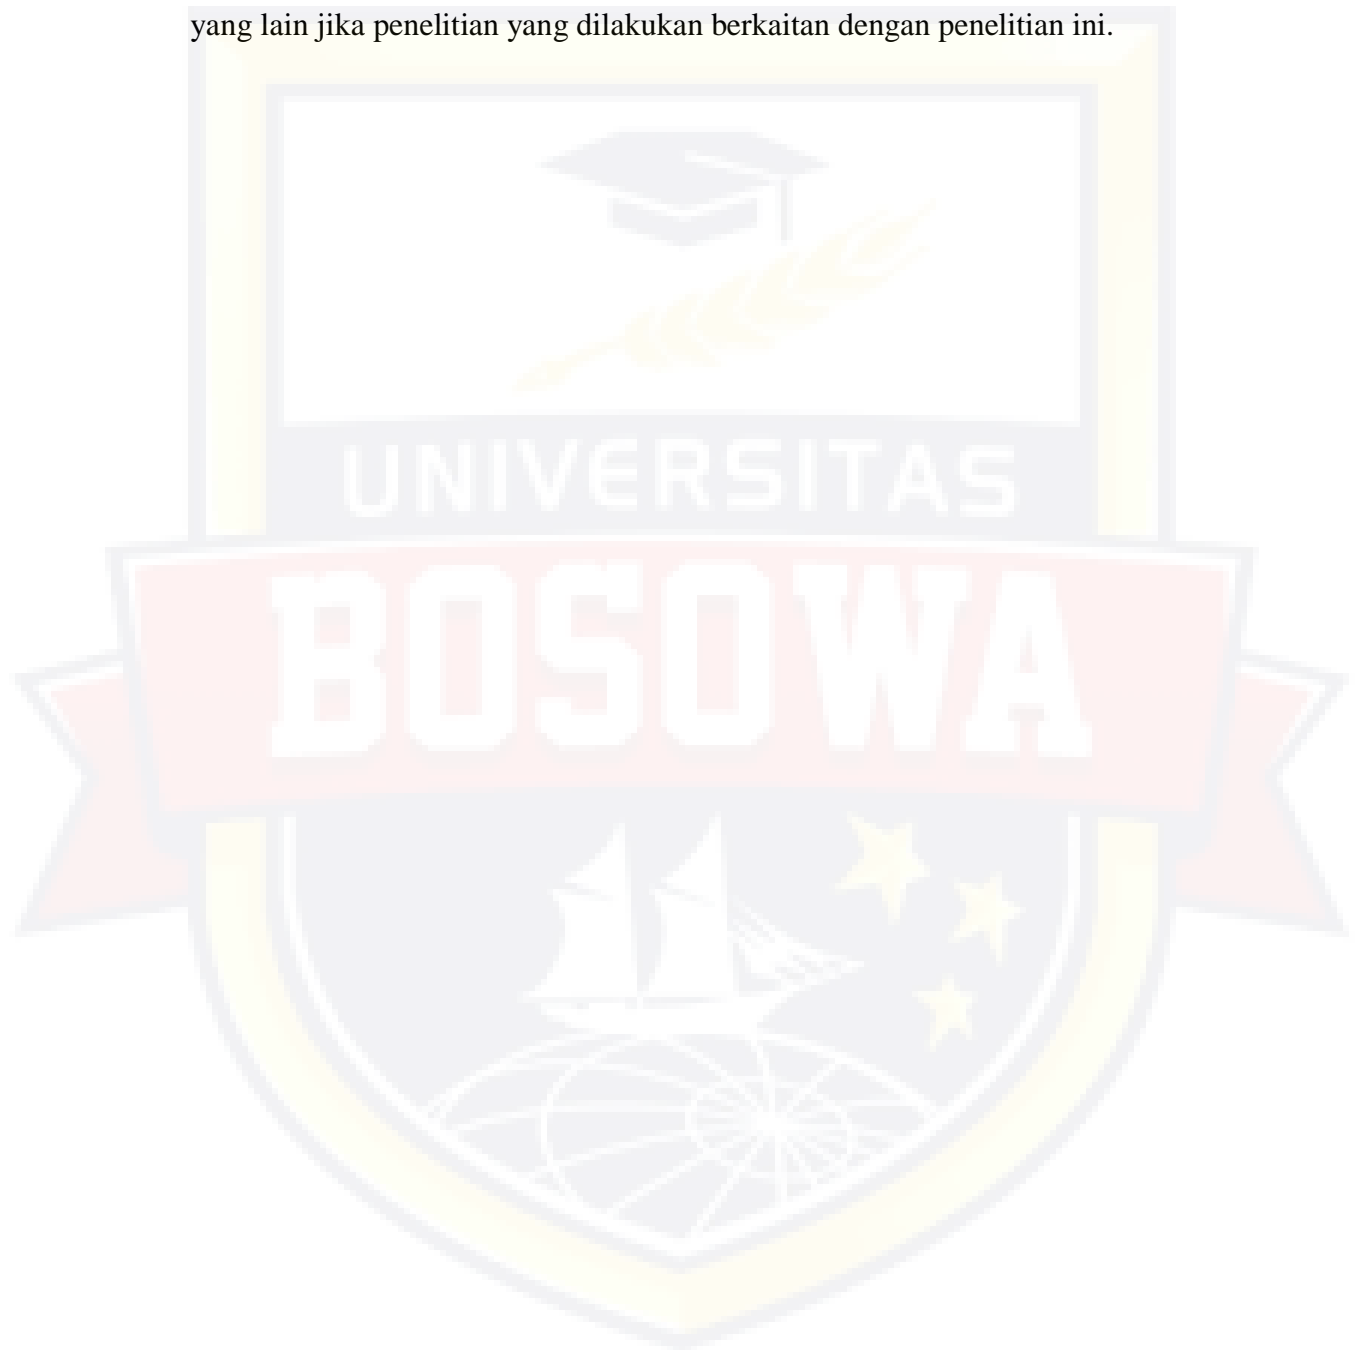 yang lain jika penelitian yang dilakukan berkaitan dengan penelitian ini.
UNIVERSITAS
BOSOWA